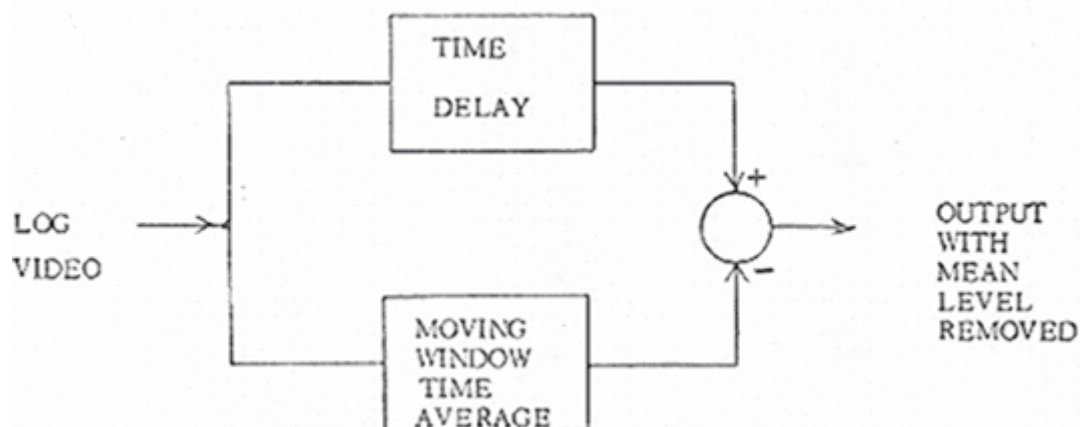 TIME
DELAY
LOG
VIDEO
+
-
OUTPUT
WITH
MEAN
LEVEL
REMOVED
MOVING
WINDOW
TIME
AVERAGE